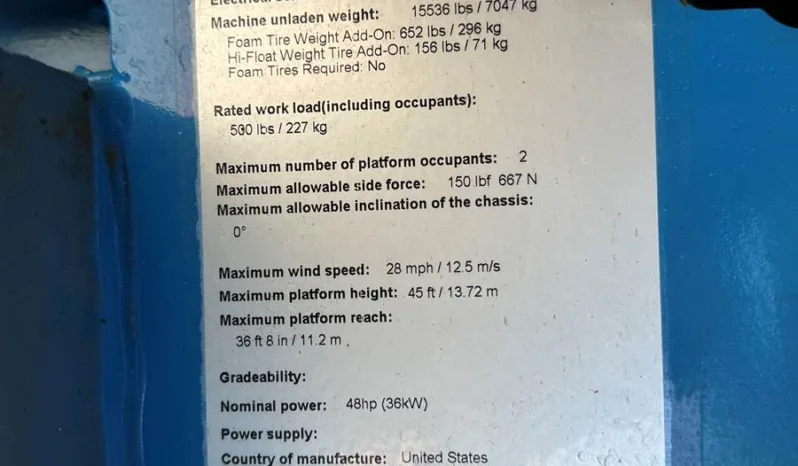 Machine unladen weight: 15536 lbs / 7047 kg
Foam Tire Weight Add-On: 652 lbs / 296 kg
Hi-Float Weight Tire Add-On: 156 lbs / 71 kg
Foam Tires Required: No
Rated work load(including occupants):
500 lbs / 227 kg
Maximum number of platform occupants: 2
Maximum allowable side force: 150 lbf 667 N
Maximum allowable inclination of the chassis:
0°
Maximum wind speed: 28 mph / 12.5 m/s
Maximum platform height: 45 ft / 13.72 m
Maximum platform reach:
36 ft 8 in / 11.2 m
Gradeability:
Nominal power: 48hp (36kW)
Power supply:
Country of manufacture: United States